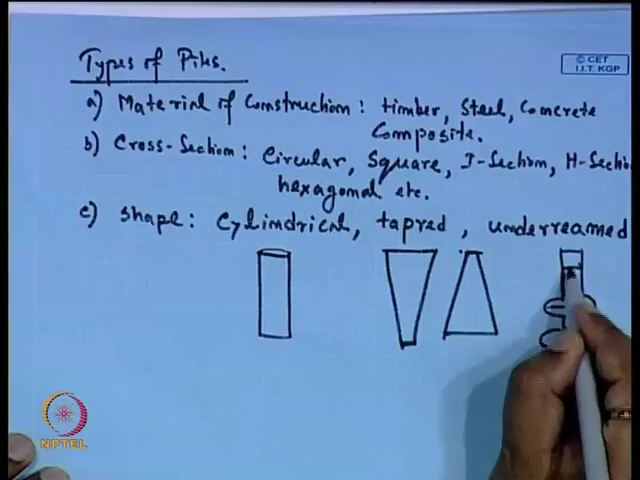 Types of Piles.
© CET
I.I.T. KGP
a) Material of Construction : timber, Steel, Concrete
Composite.
b) Cross-Section : Circular, Square, I-Section, H-Section
hexagonal etc.
c) Shape : Cylindrical, tapred, underreamed
NPTEL